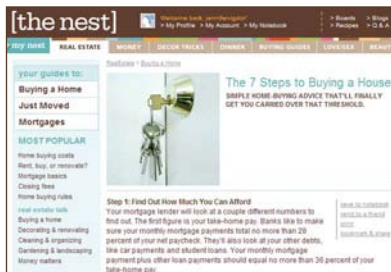 [the nest]
Welcome back, jennifavigator!
> My Profile > My Account > My Notebook
> Boards > Blogs
> Recipes > Q & A
my nest REAL ESTATE MONEY DECOR TRICKS DINNER BUYING GUIDES LOVE/SEX BEAUT
RealEstate > Buying a Home
your guides to:
Buying a Home
Just Moved
Mortgages
MOST POPULAR
Home buying costs
Rent, buy, or renovate?
Mortgage basics
Closing fees
Home buying rules
real estate talk
Buying a home
Decorating & renovating
Cleaning & organizing
Gardening & landscaping
Money matters
The 7 Steps to Buying a House
SIMPLE HOME-BUYING ADVICE THAT'LL FINALLY
GET YOU CARRIED OVER THAT THRESHOLD.
Step 1: Find Out How Much You Can Afford
Your mortgage lender will look at a couple different numbers to
find out. The first figure is your take-home pay. Banks like to make
sure your monthly mortgage payments total no more than 28
percent of your net paycheck. They'll also look at your other debts,
like car payments and student loans. Your monthly mortgage
payment plus other loan payments should equal no more than 36 percent of your
take-home pay.
save to notebook
send to a friend
print
bookmark & share